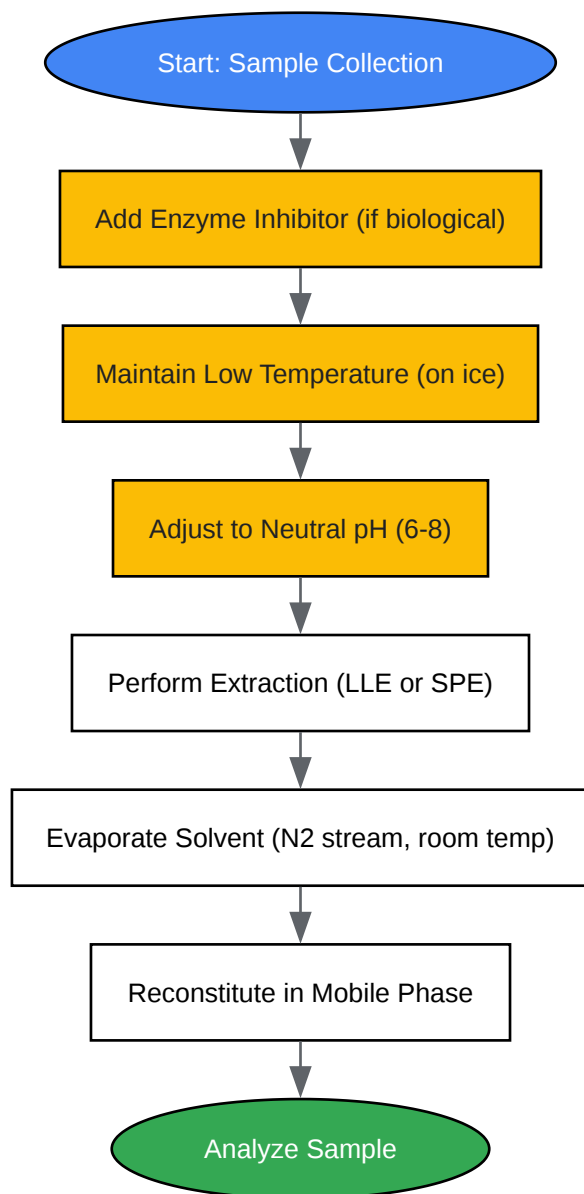 Start: Sample Collection
Add Enzyme Inhibitor (if biological)
Maintain Low Temperature (on ice)
Adjust to Neutral pH (6-8)
Perform Extraction (LLE or SPE)
Evaporate Solvent (N2 stream, room temp)
Reconstitute in Mobile Phase
Analyze Sample